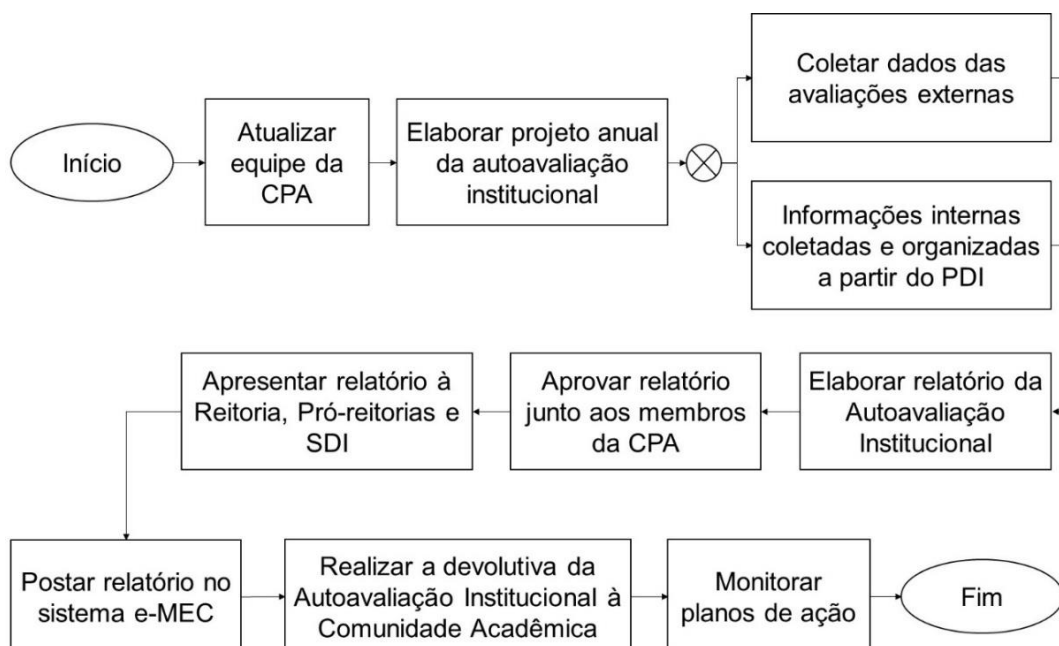 Início
Atualizar
equipe da
CPA
Elaborar projeto anual
da autoavaliação
institucional
Coletar dados das
avaliações externas
Informações internas
coletadas e organizadas
a partir do PDI
Elaborar relatório da
Autoavaliação
Institucional
Aprovar relatório
junto aos membros
da CPA
Apresentar relatório à
Reitoria, Pró-reitorias e
SDI
Postar relatório no
sistema e-MEC
Realizar a devolutiva da
Autoavaliação Institucional à
Comunidade Acadêmica
Monitorar
planos de ação
Fim